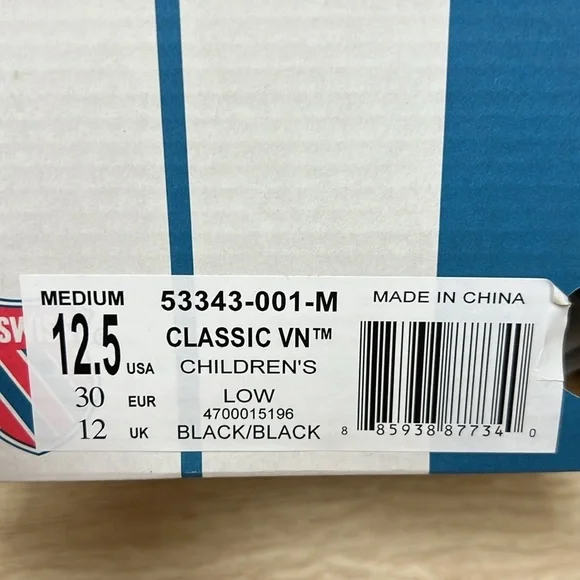 SWI
MEDIUM 53343-001-M MADE IN CHINA
12.5 USA CLASSIC VN™
CHILDREN'S
30 EUR LOW
4700015196
12 UK BLACK/BLACK
8 85938 87734 0